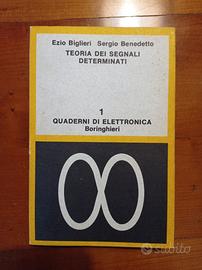 Ezio Biglieri Sergio Benedetto
TEORIA DEI SEGNALI
DETERMINATI
1
QUADERNI DI ELETTRONICA
Boringhieri
subito